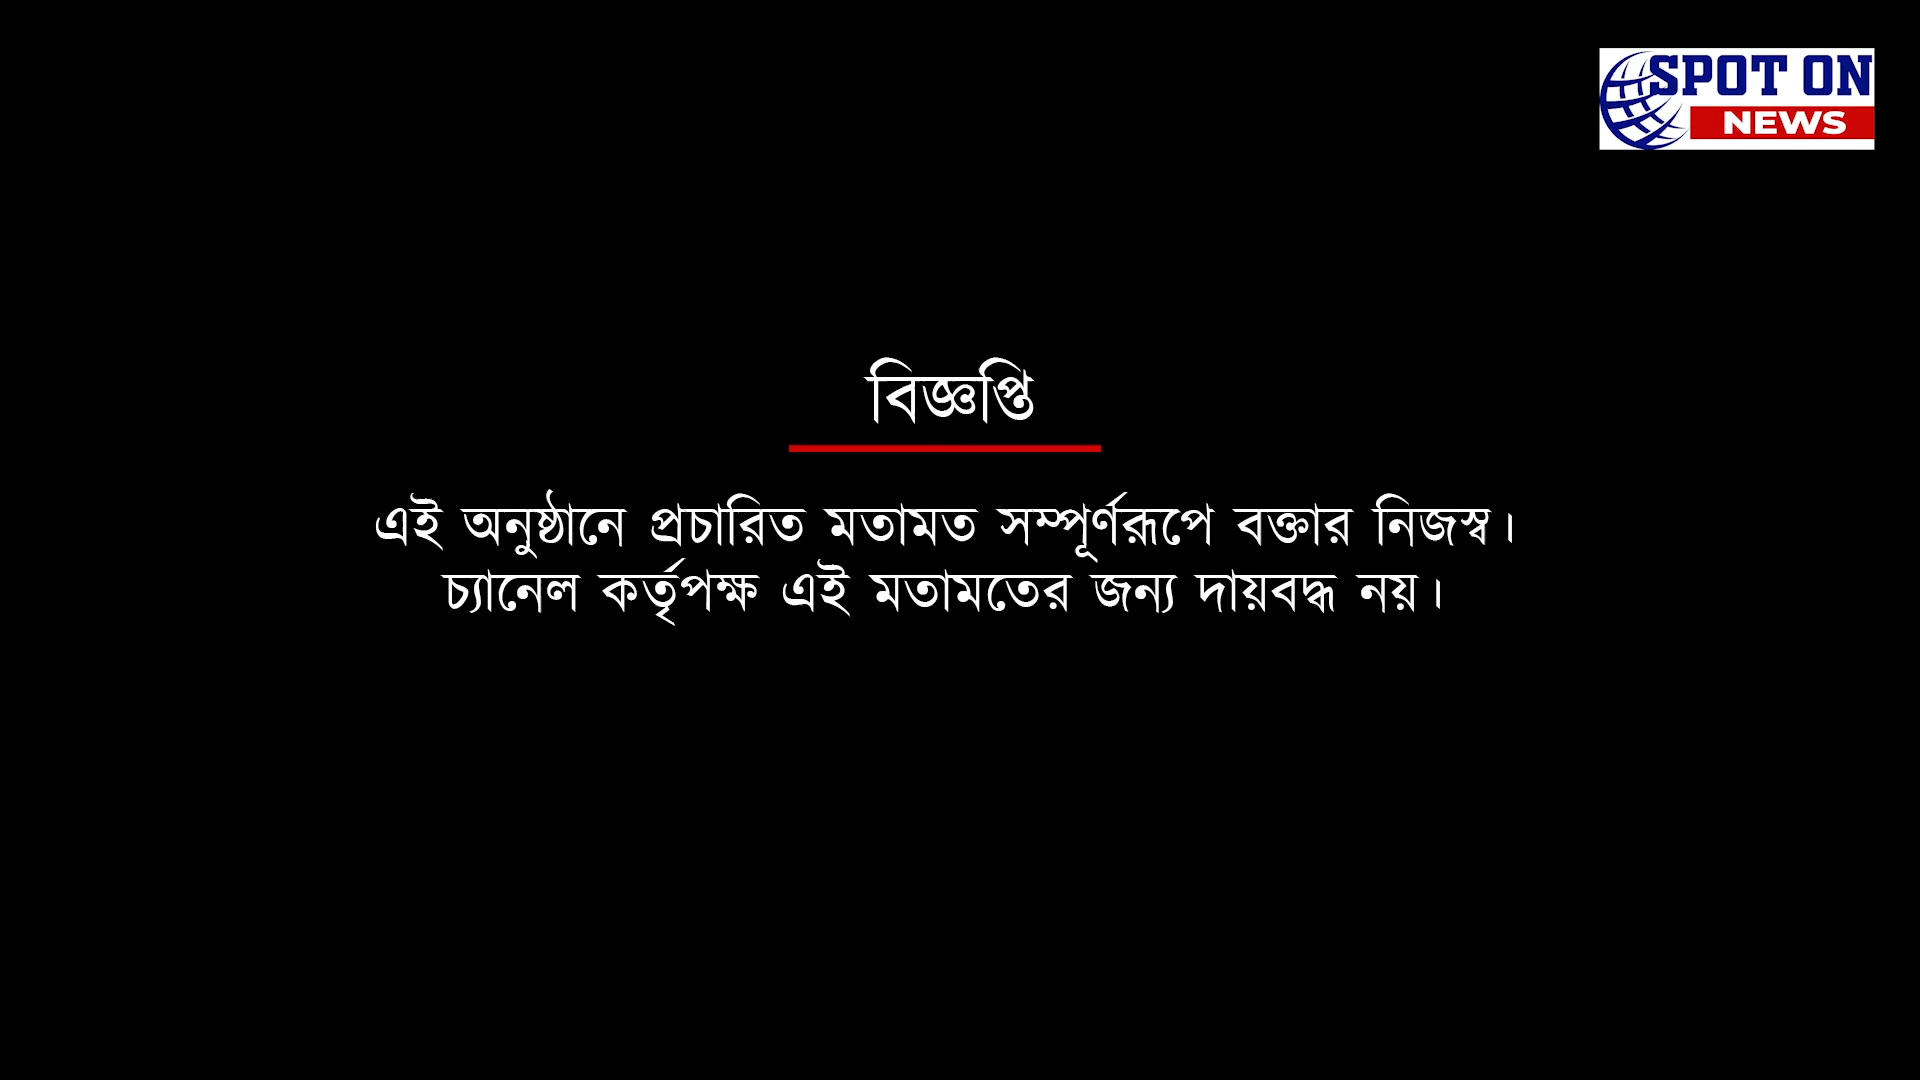 SPOT ON
NEWS
বিজ্ঞপ্তি
এই অনুষ্ঠানে প্রচারিত মতামত সম্পূর্ণরূপে বক্তার নিজস্ব।
চ্যানেল কর্তৃপক্ষ এই মতামতের জন্য দায়বদ্ধ নয়।